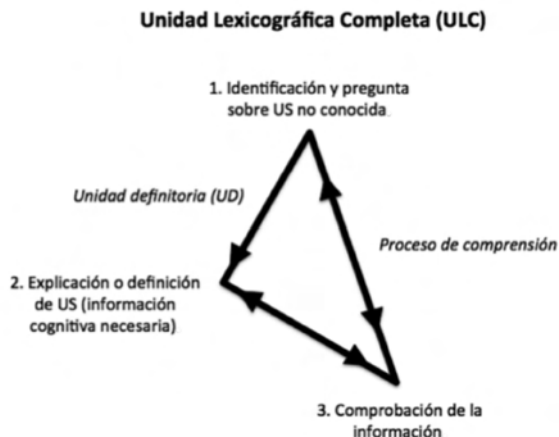 Unidad Lexicográfica Completa (ULC)
1. Identificación y pregunta
sobre US no conocida
Unidad definitoria (UD)
Proceso de comprensión
2. Explicación o definición
de US (información
cognitiva necesaria)
3. Comprobación de la
información